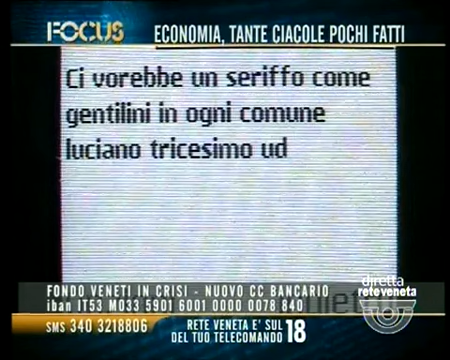 FOCUS
ECONOMIA, TANTE CIACOLE POCHI FATTI
Ci vorebbe un seriffo come
gentilini in ogni comune
luciano tricesimo ud
diretta
reteveneta
FONDO VENETI IN CRISI - NUOVO CC BANCARIO
iban IT53 M033 5901 6001 0000 0078 840
SMS 340 3218806
RETE VENETA E' SUL
DEL TUO TELECOMANDO
18